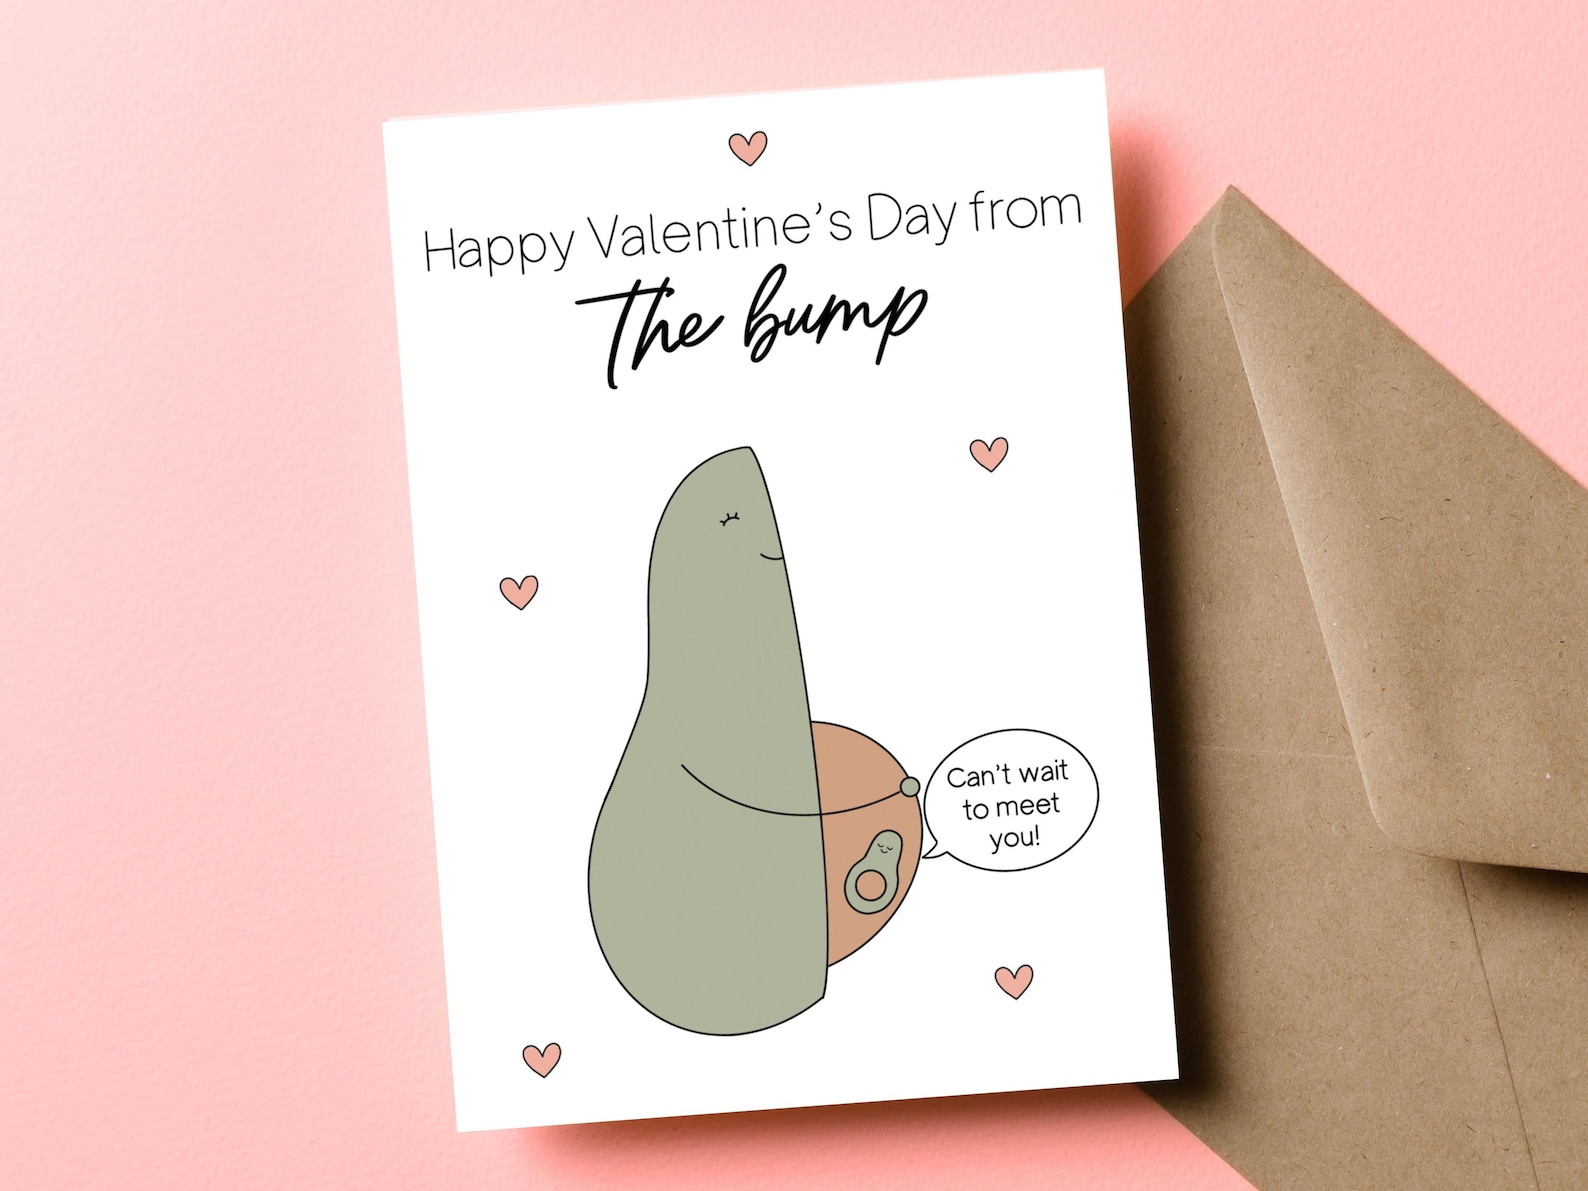 Happy Valentine’s Day from
The bump
Can’t wait
to meet
you!